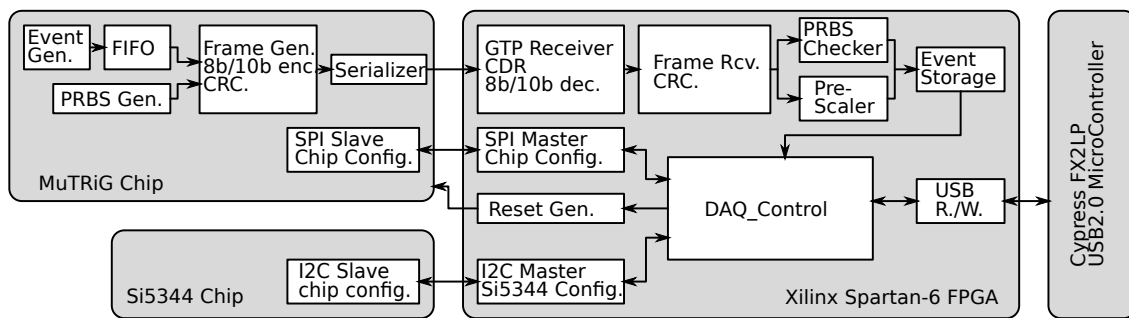 Event
Gen.
FIFO
PRBS Gen.
Frame Gen.
8b/10b enc.
CRC.
Serializer
SPI Slave
Chip Config.
MuTRiG Chip
I2C Slave
chip config.
Si5344 Chip
GTP Receiver
CDR
8b/10b dec.
Frame Rcv.
CRC.
PRBS
Checker
Pre-
Scaler
Event
Storage
SPI Master
Chip Config.
Reset Gen.
I2C Master
Si5344 Config.
DAQ_Control
USB
R./W.
Xilinx Spartan-6 FPGA
Cypress FX2LP
USB2.0 MicroController